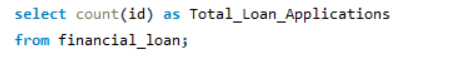 select count(id) as Total_Loan_Applications
from financial_loan;